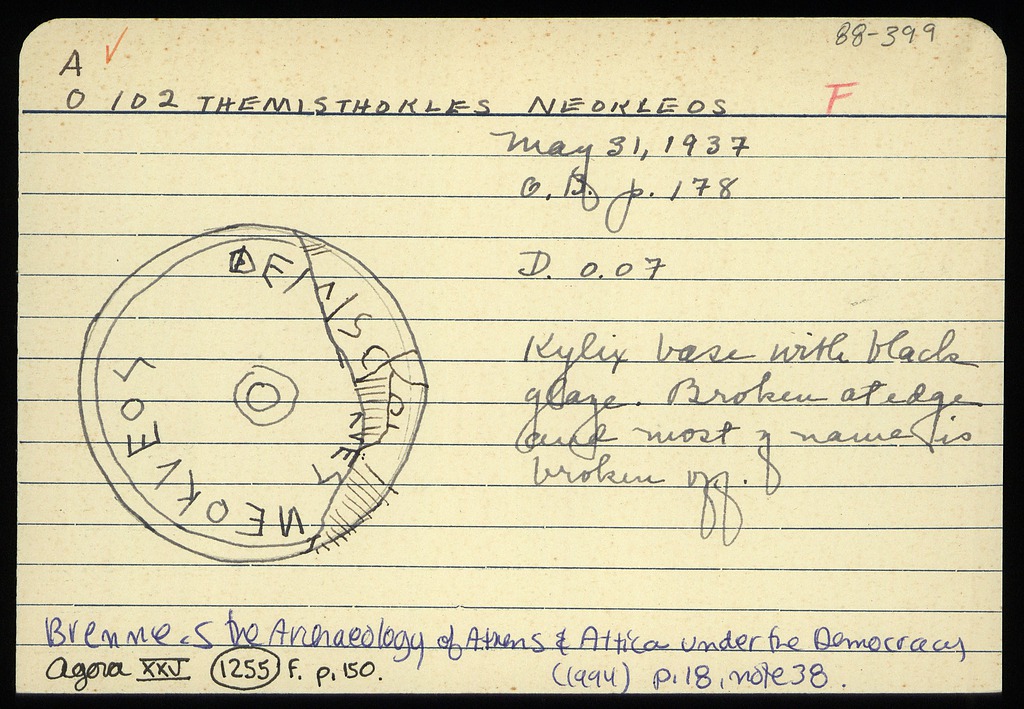 88-399
A ✓
O 102 THEMISTHOKLES NEOKLEOS F
May 31, 1937
O.B. p. 178
D. 0.07
Kylix base with black
glaze. Broken at edge
and most of name is
broken off.
NEOKLEOS
Brenne, S the Archaeology of Athens & Attica under the Democracy
(1994) p.18, note 38.
Agora XXV 1255 F. p. 150.